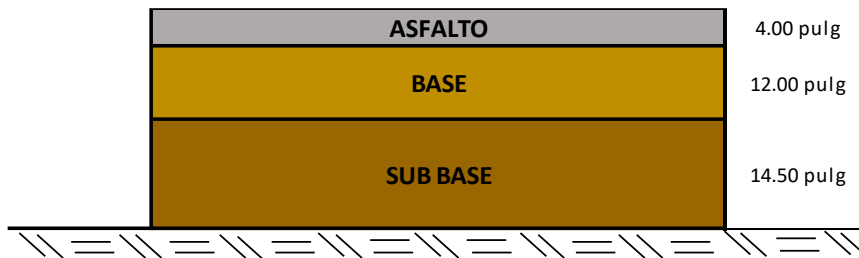 ASFALTO 4.00 pulg
BASE 12.00 pulg
SUB BASE 14.50 pulg